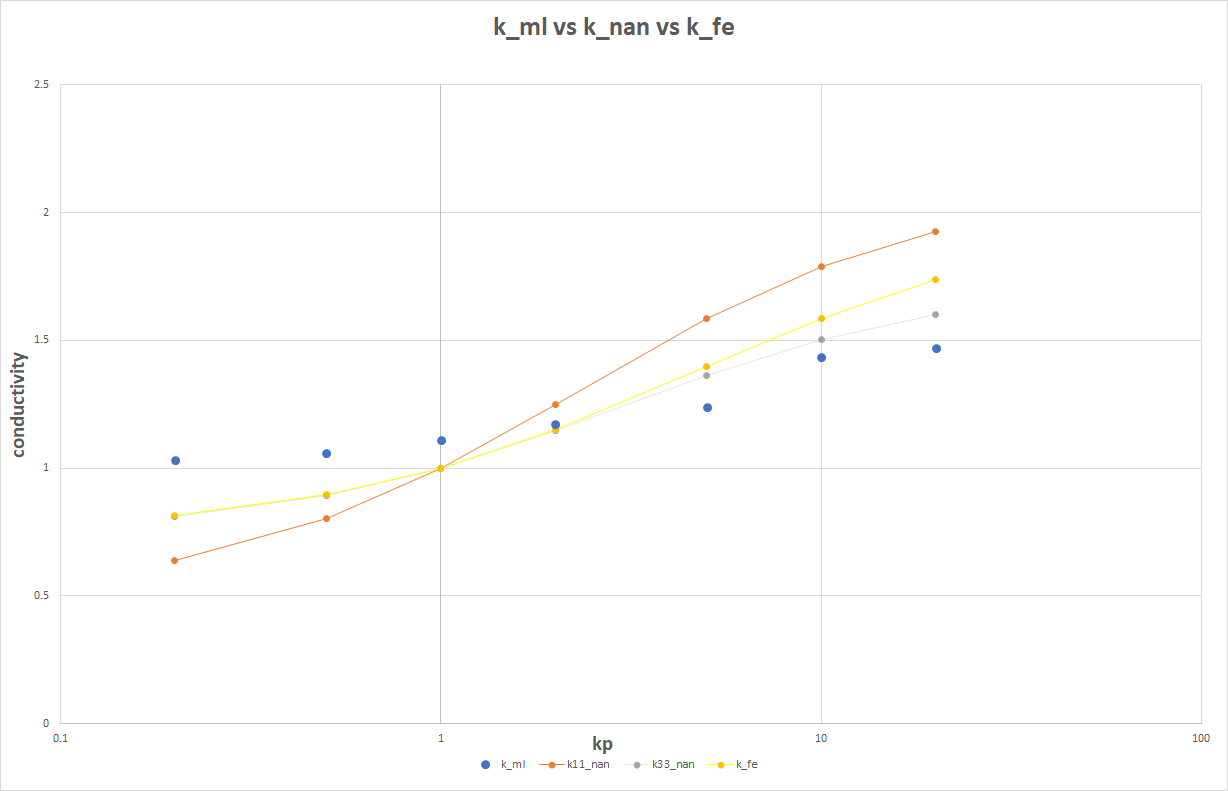 k_ml vs k_nan vs k_fe
2.5
2
1.5
1
0.5
0
conductivity
0.1 1 10 100
kp
k_ml k11_nan k33_nan k_fe